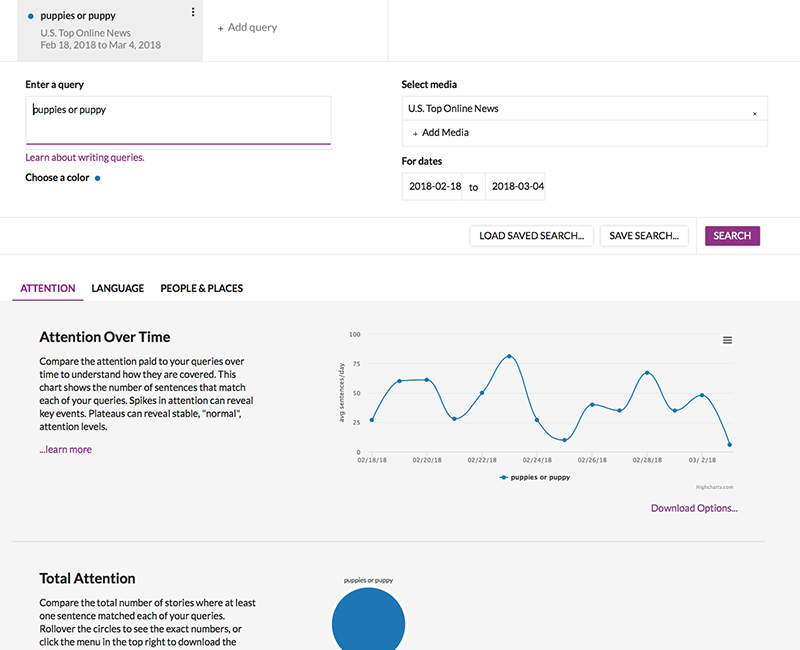 puppies or puppy
U.S. Top Online News
Feb 18, 2018 to Mar 4, 2018
+ Add query
Enter a query
puppies or puppy
Learn about writing queries.
Choose a color
Select media
U.S. Top Online News
×
+ Add Media
For dates
2018-02-18 to 2018-03-04
LOAD SAVED SEARCH...
SAVE SEARCH...
SEARCH
ATTENTION
LANGUAGE
PEOPLE & PLACES
Attention Over Time
Compare the attention paid to your queries over
time to understand how they are covered. This
chart shows the number of sentences that match
each of your queries. Spikes in attention can reveal
key events. Plateaus can reveal stable, "normal",
attention levels.
...learn more
avg sentences/day
100
75
50
25
0
02/18/18 02/20/18 02/22/18 02/24/18 02/26/18 02/28/18 03/ 2/18
puppies or puppy
Highcharts.com
Download Options...
Total Attention
Compare the total number of stories where at least
one sentence matched each of your queries.
Rollover the circles to see the exact numbers, or
click the menu in the top right to download the
puppies or puppy